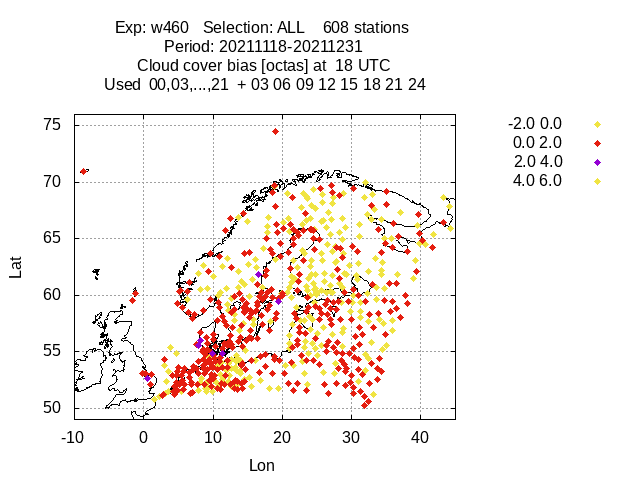 Exp: w460 Selection: ALL 608 stations
Period: 20211118-20211231
Cloud cover bias [octas] at 18 UTC
Used 00,03,...,21 + 03 06 09 12 15 18 21 24
-2.0 0.0
0.0 2.0
2.0 4.0
4.0 6.0
75
70
65
60
55
50
Lat
-10 0 10 20 30 40
Lon